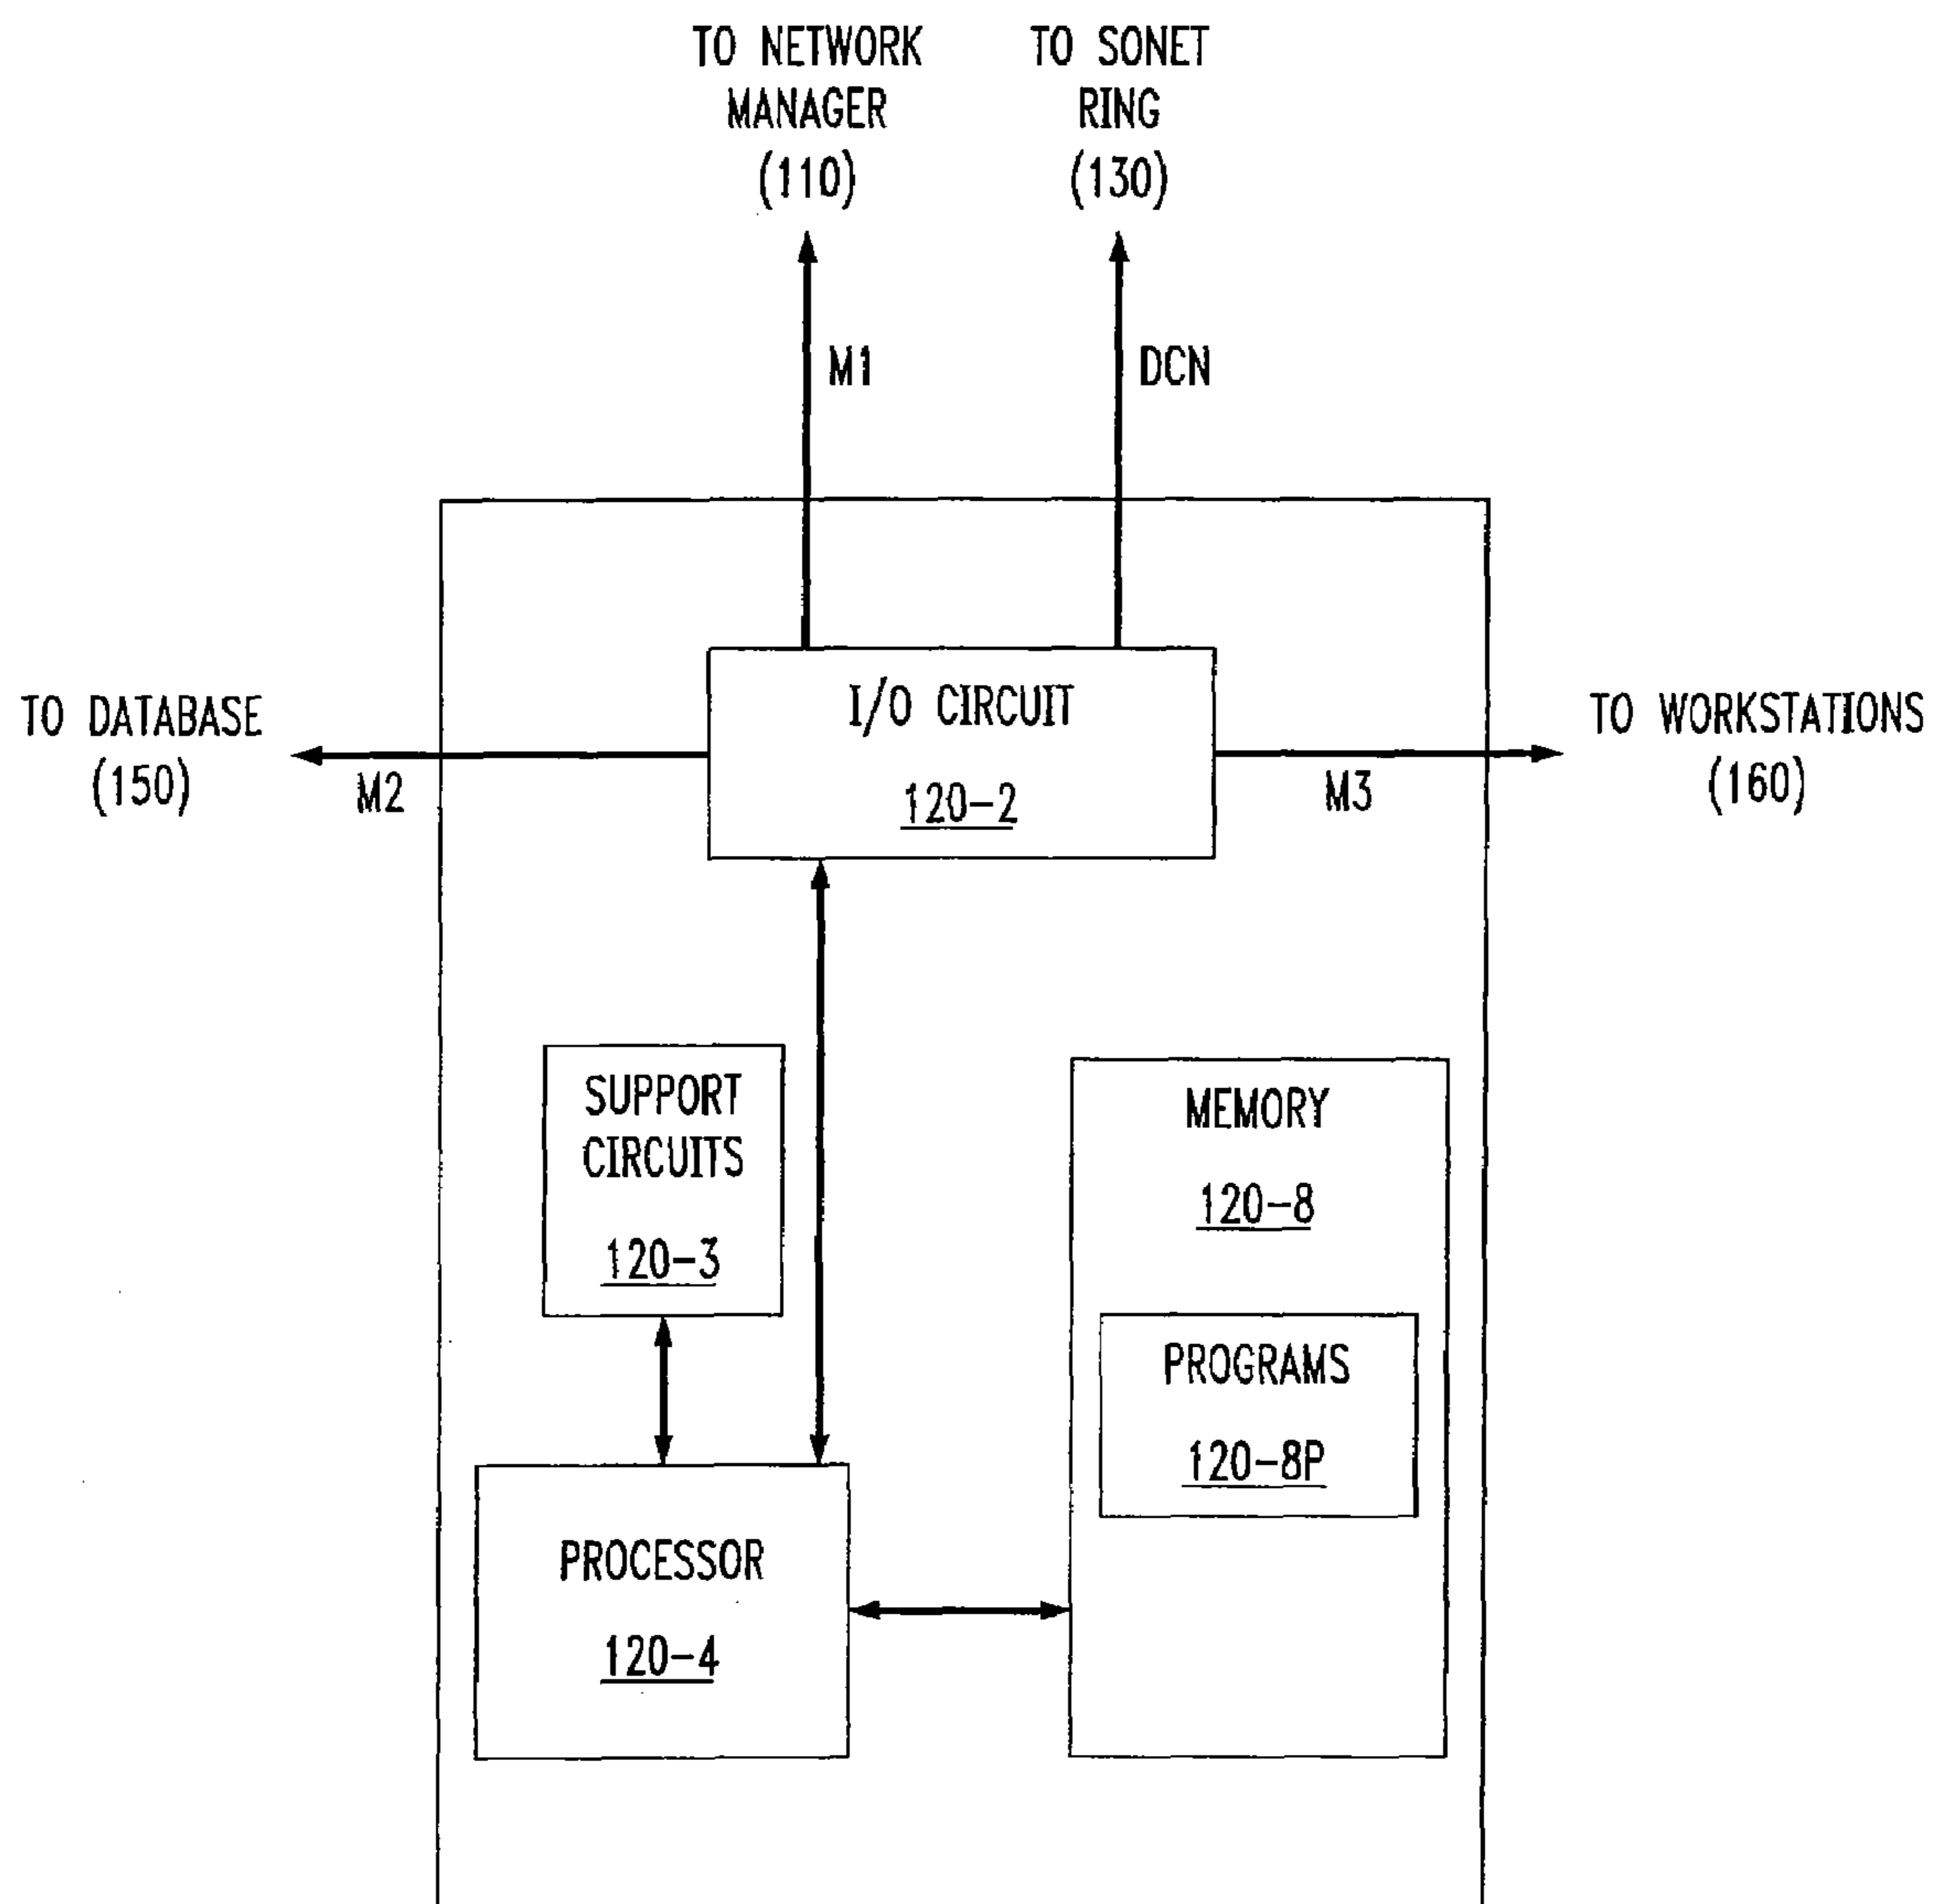 TO NETWORK
MANAGER
(110)
TO SONET
RING
(130)
M1
DCN
I/O CIRCUIT
120-2
TO DATABASE
(150)
M2
TO WORKSTATIONS
(160)
M3
SUPPORT
CIRCUITS
120-3
MEMORY
120-8
PROGRAMS
120-8P
PROCESSOR
120-4